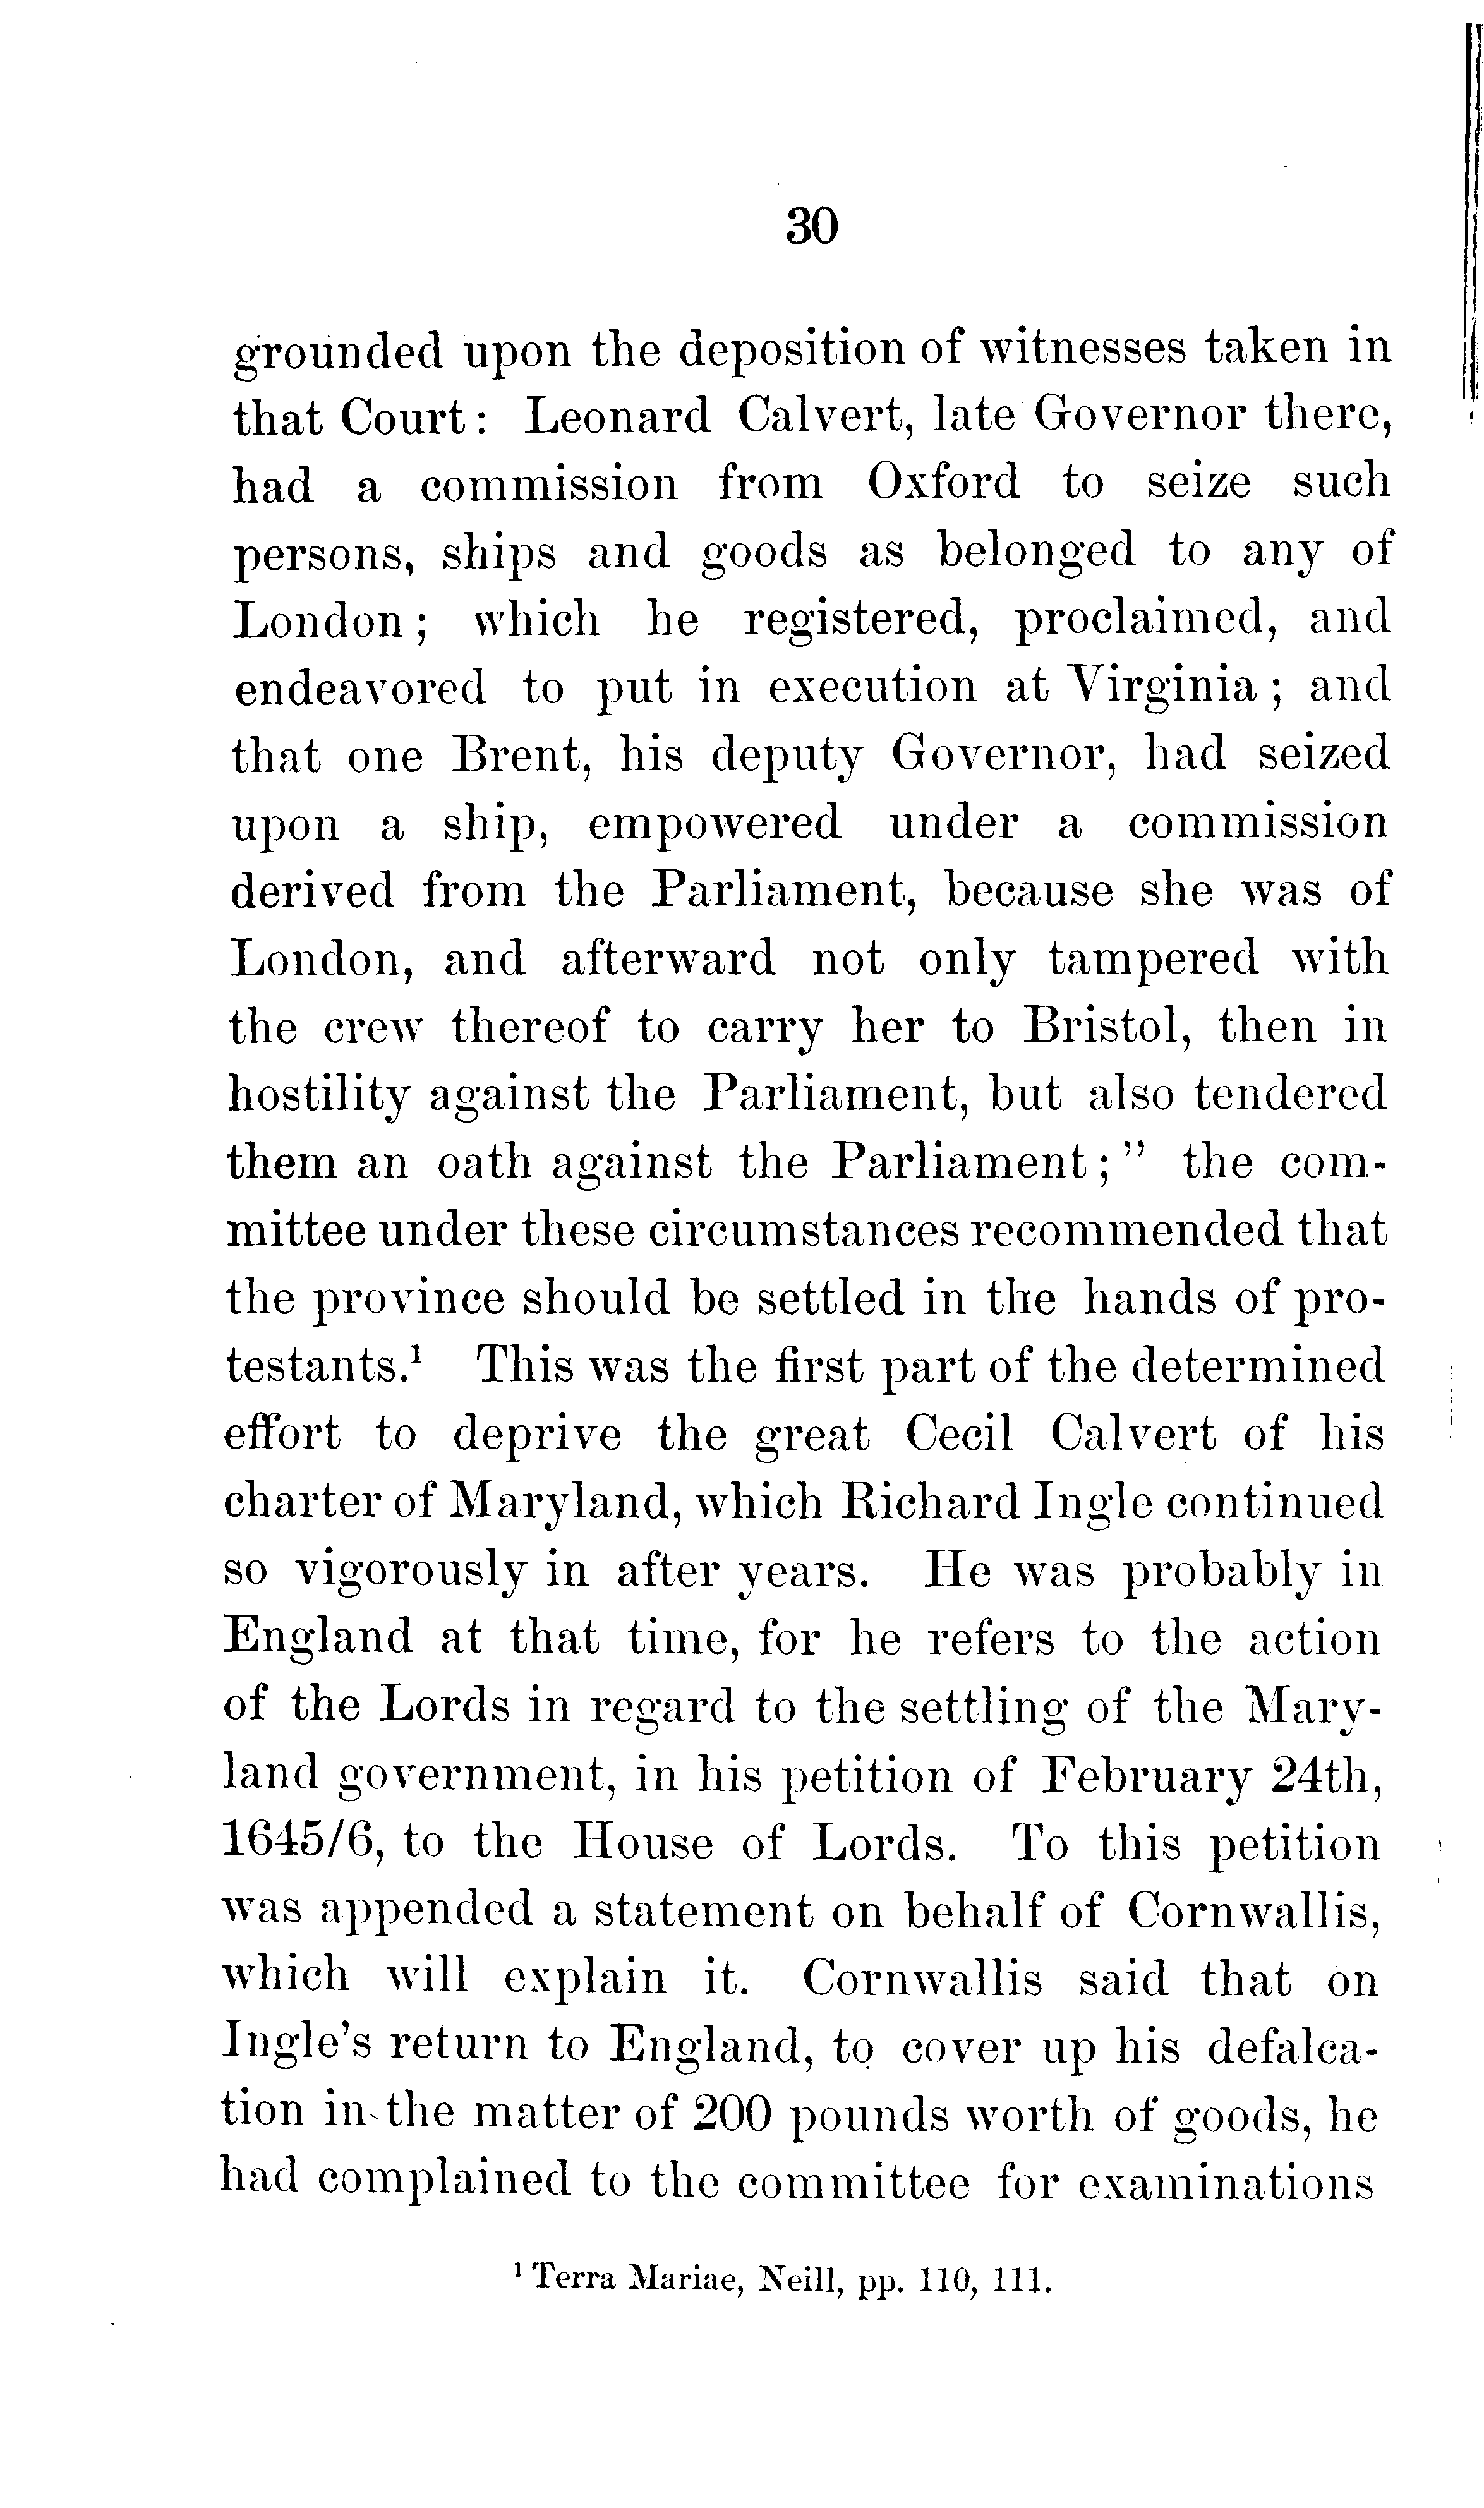 30
grounded upon the deposition of witnesses taken in
that Court: Leonard Calvert, late Governor there,
had a commission from Oxford to seize such
persons, ships and goods as belonged to any of
London; which he registered, proclaimed, and
endeavored to put in execution at Virginia; and
that one Brent, his deputy Governor, had seized
upon a ship, empowered under a commission
derived from the Parliament, because she was of
London, and afterward not only tampered with
the crew thereof to carry her to Bristol, then in
hostility against the Parliament, but also tendered
them an oath against the Parliament;" the com-
mittee under these circumstances recommended that
the province should be settled in the hands of pro-
testants.¹ This was the first part of the determined
effort to deprive the great Cecil Calvert of his
charter of Maryland, which Richard Ingle continued
so vigorously in after years. He was probably in
England at that time, for he refers to the action
of the Lords in regard to the settling of the Mary-
land government, in his petition of February 24th,
1645/6, to the House of Lords. To this petition
was appended a statement on behalf of Cornwallis,
which will explain it. Cornwallis said that on
Ingle's return to England, to cover up his defalca-
tion in the matter of 200 pounds worth of goods, he
had complained to the committee for examinations
¹ Terra Mariae, Neill, pp. 110, 111.